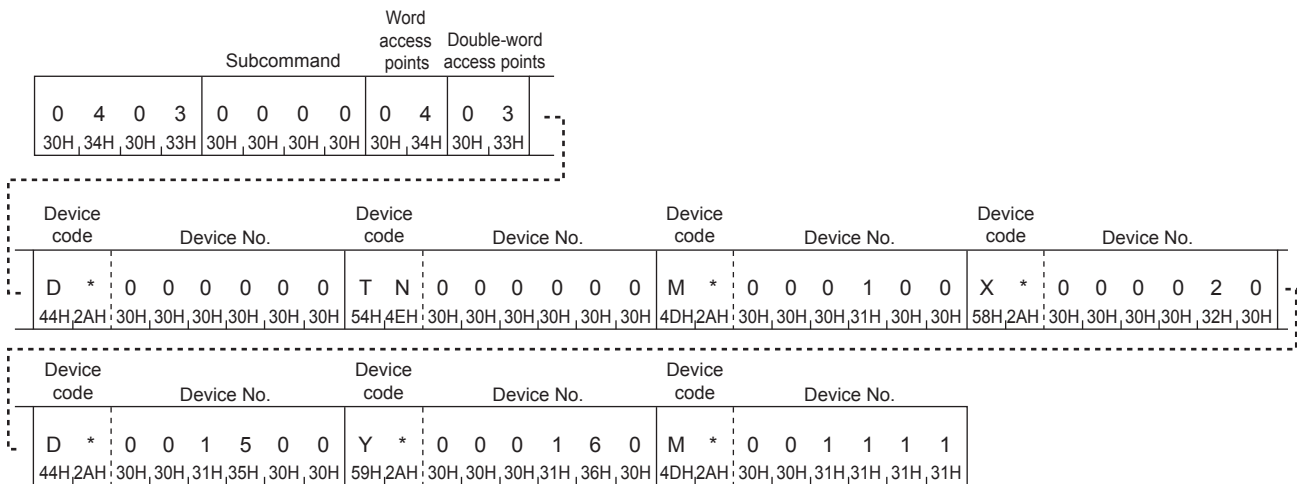 Word
access
points
Double-word
access points
Subcommand
0 4 0 3 0 0 0 0 0 4 0 3
30H 34H 30H 33H 30H 30H 30H 30H 30H 34H 30H 33H
Device code Device No. Device code Device No. Device code Device No. Device code Device No.
D * 0 0 0 0 0 0 T N 0 0 0 0 0 0 M * 0 0 0 1 0 0 X * 0 0 0 0 2 0
44H 2AH 30H 30H 30H 30H 30H 30H 54H 4EH 30H 30H 30H 30H 30H 30H 4DH 2AH 30H 30H 30H 31H 30H 30H 58H 2AH 30H 30H 30H 30H 32H 30H
Device code Device No. Device code Device No. Device code Device No.
D * 0 0 1 5 0 0 Y * 0 0 0 1 6 0 M * 0 0 1 1 1 1
44H 2AH 30H 30H 31H 35H 30H 30H 59H 2AH 30H 30H 30H 31H 36H 30H 4DH 2AH 30H 30H 31H 31H 31H 31H